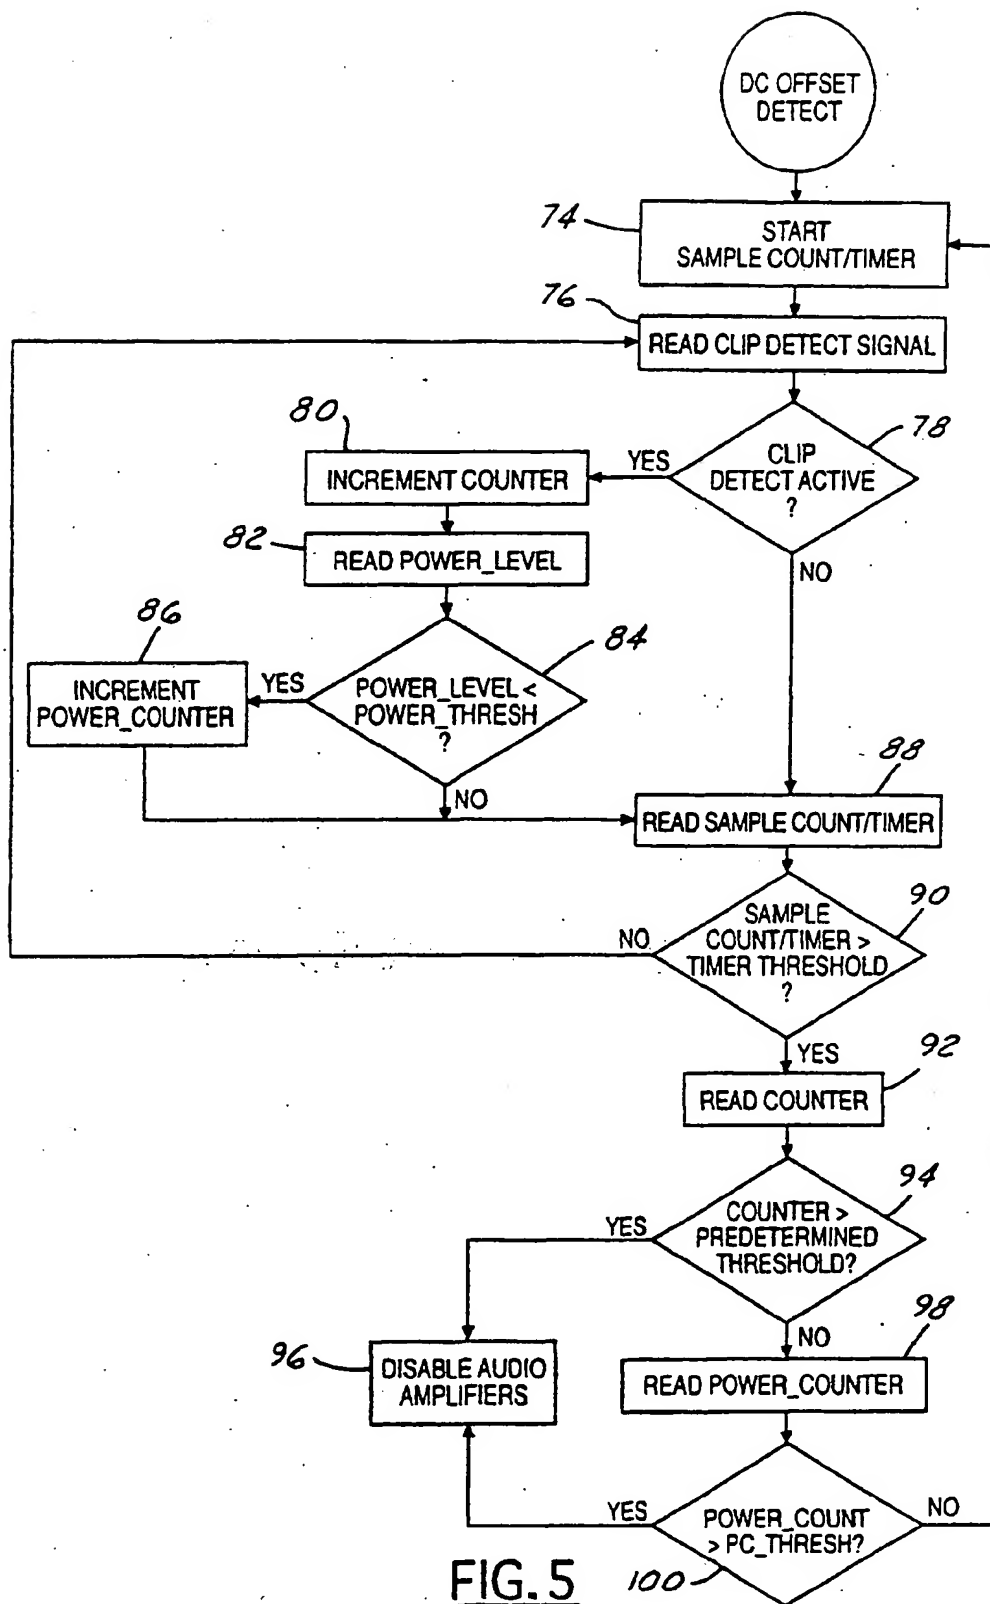 DC OFFSET
DETECT
74
START
SAMPLE COUNT/TIMER
76
READ CLIP DETECT SIGNAL
80
78
CLIP
DETECT ACTIVE
?
YES
INCREMENT COUNTER
82
READ POWER_LEVEL
NO
86
84
INCREMENT
POWER_COUNTER
YES
POWER_LEVEL <
POWER_THRESH
?
NO
88
READ SAMPLE COUNT/TIMER
90
SAMPLE
COUNT/TIMER >
TIMER THRESHOLD
?
NO
YES
92
READ COUNTER
94
COUNTER >
PREDETERMINED
THRESHOLD?
YES
NO
98
96
DISABLE AUDIO
AMPLIFIERS
READ POWER_COUNTER
YES
POWER_COUNT
> PC_THRESH?
NO
100
FIG. 5